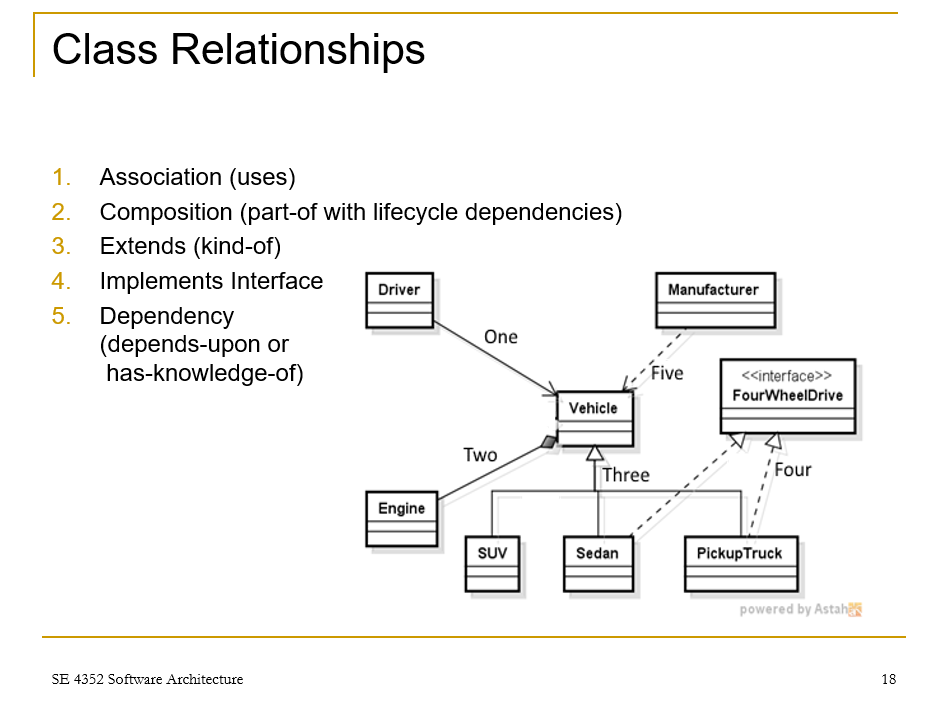 Class Relationships
1. Association (uses)
2. Composition (part-of with lifecycle dependencies)
3. Extends (kind-of)
4. Implements Interface
5. Dependency
(depends-upon or
has-knowledge-of)
Driver
Manufacturer
One
Five
<<interface>>
FourWheelDrive
Vehicle
Two
Three
Four
Engine
SUV
Sedan
PickupTruck
powered by Astah
SE 4352 Software Architecture
18